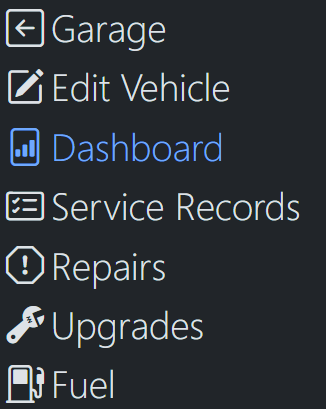 Garage
Edit Vehicle
Dashboard
Service Records
Repairs
Upgrades
Fuel